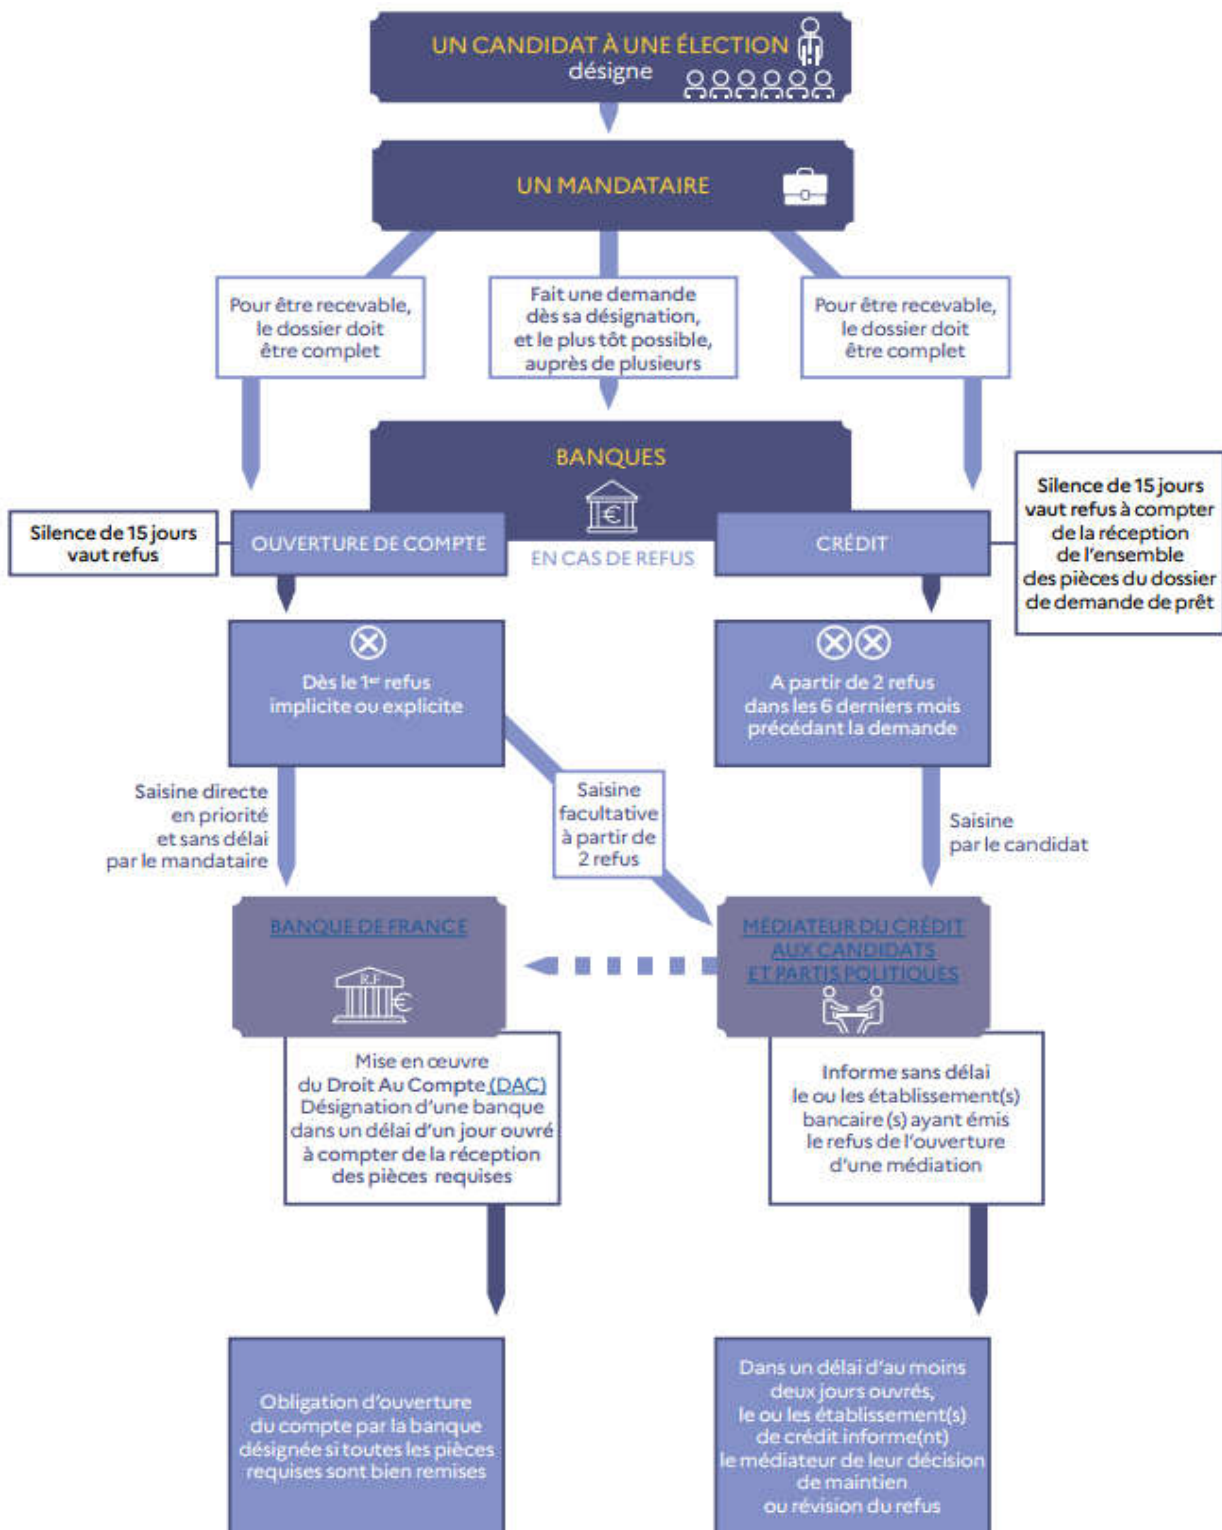 UN CANDIDAT À UNE ÉLECTION
désigne
UN MANDATAIRE
Pour être recevable,
le dossier doit
être complet
Fait une demande
dès sa désignation,
et le plus tôt possible,
auprès de plusieurs
Pour être recevable,
le dossier doit
être complet
BANQUES
€
Silence de 15 jours
vaut refus
OUVERTURE DE COMPTE
EN CAS DE REFUS
CRÉDIT
Silence de 15 jours
vaut refus à compter
de la réception
de l'ensemble
des pièces du dossier
de demande de prêt
Dès le 1er refus
implicite ou explicite
A partir de 2 refus
dans les 6 derniers mois
précédant la demande
Saisine directe
en priorité
et sans délai
par le mandataire
Saisine
facultative
à partir de
2 refus
Saisine
par le candidat
BANQUE DE FRANCE
R.F
€
MÉDIATEUR DU CRÉDIT
AUX CANDIDATS
ET PARTIS POLITIQUES
Mise en œuvre
du Droit Au Compte (DAC)
Désignation d'une banque
dans un délai d'un jour ouvré
à compter de la réception
des pièces requises
Informe sans délai
le ou les établissement(s)
bancaire (s) ayant émis
le refus de l'ouverture
d'une médiation
Obligation d'ouverture
du compte par la banque
désignée si toutes les pièces
requises sont bien remises
Dans un délai d'au moins
deux jours ouvrés,
le ou les établissement(s)
de crédit informe(nt)
le médiateur de leur décision
de maintien
ou révision du refus